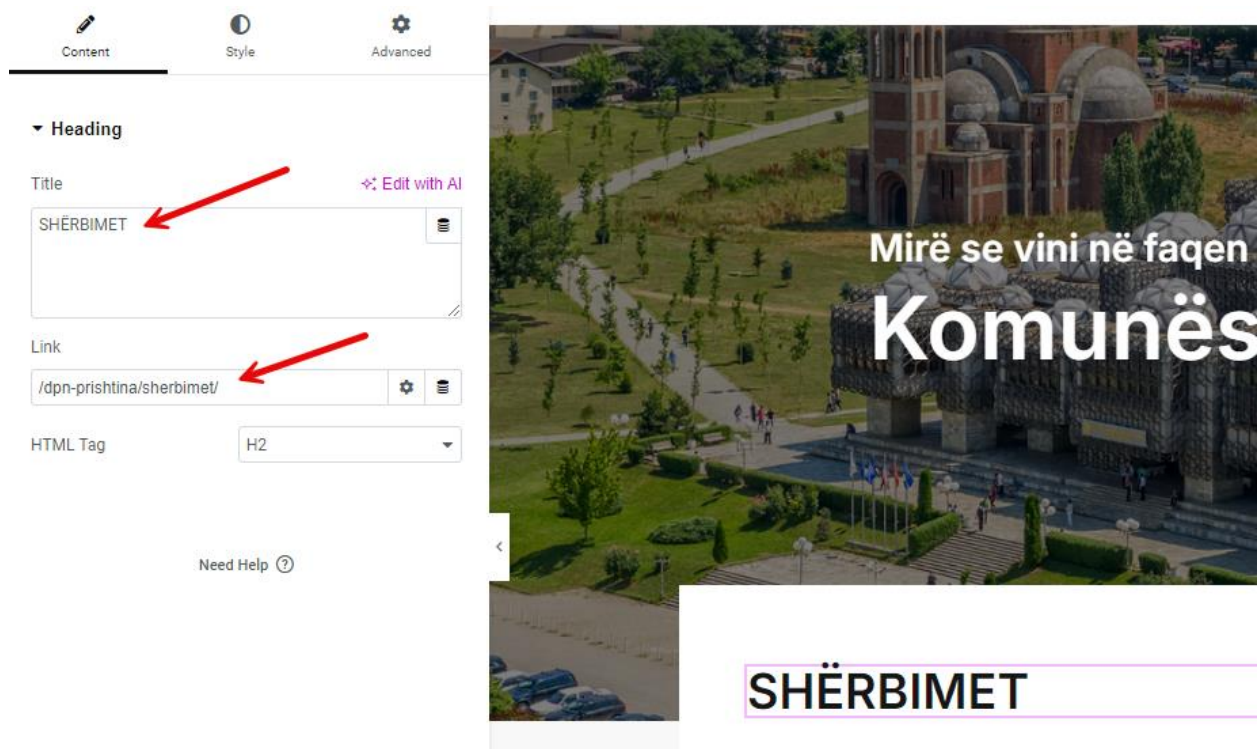 Content Style Advanced
Heading
Title Edit with AI
SHËRBIMET
Link
/dpn-prishtina/sherbimet/
HTML Tag H2
Need Help ?
Mirë se vini në faqen
Komunës
SHËRBIMET